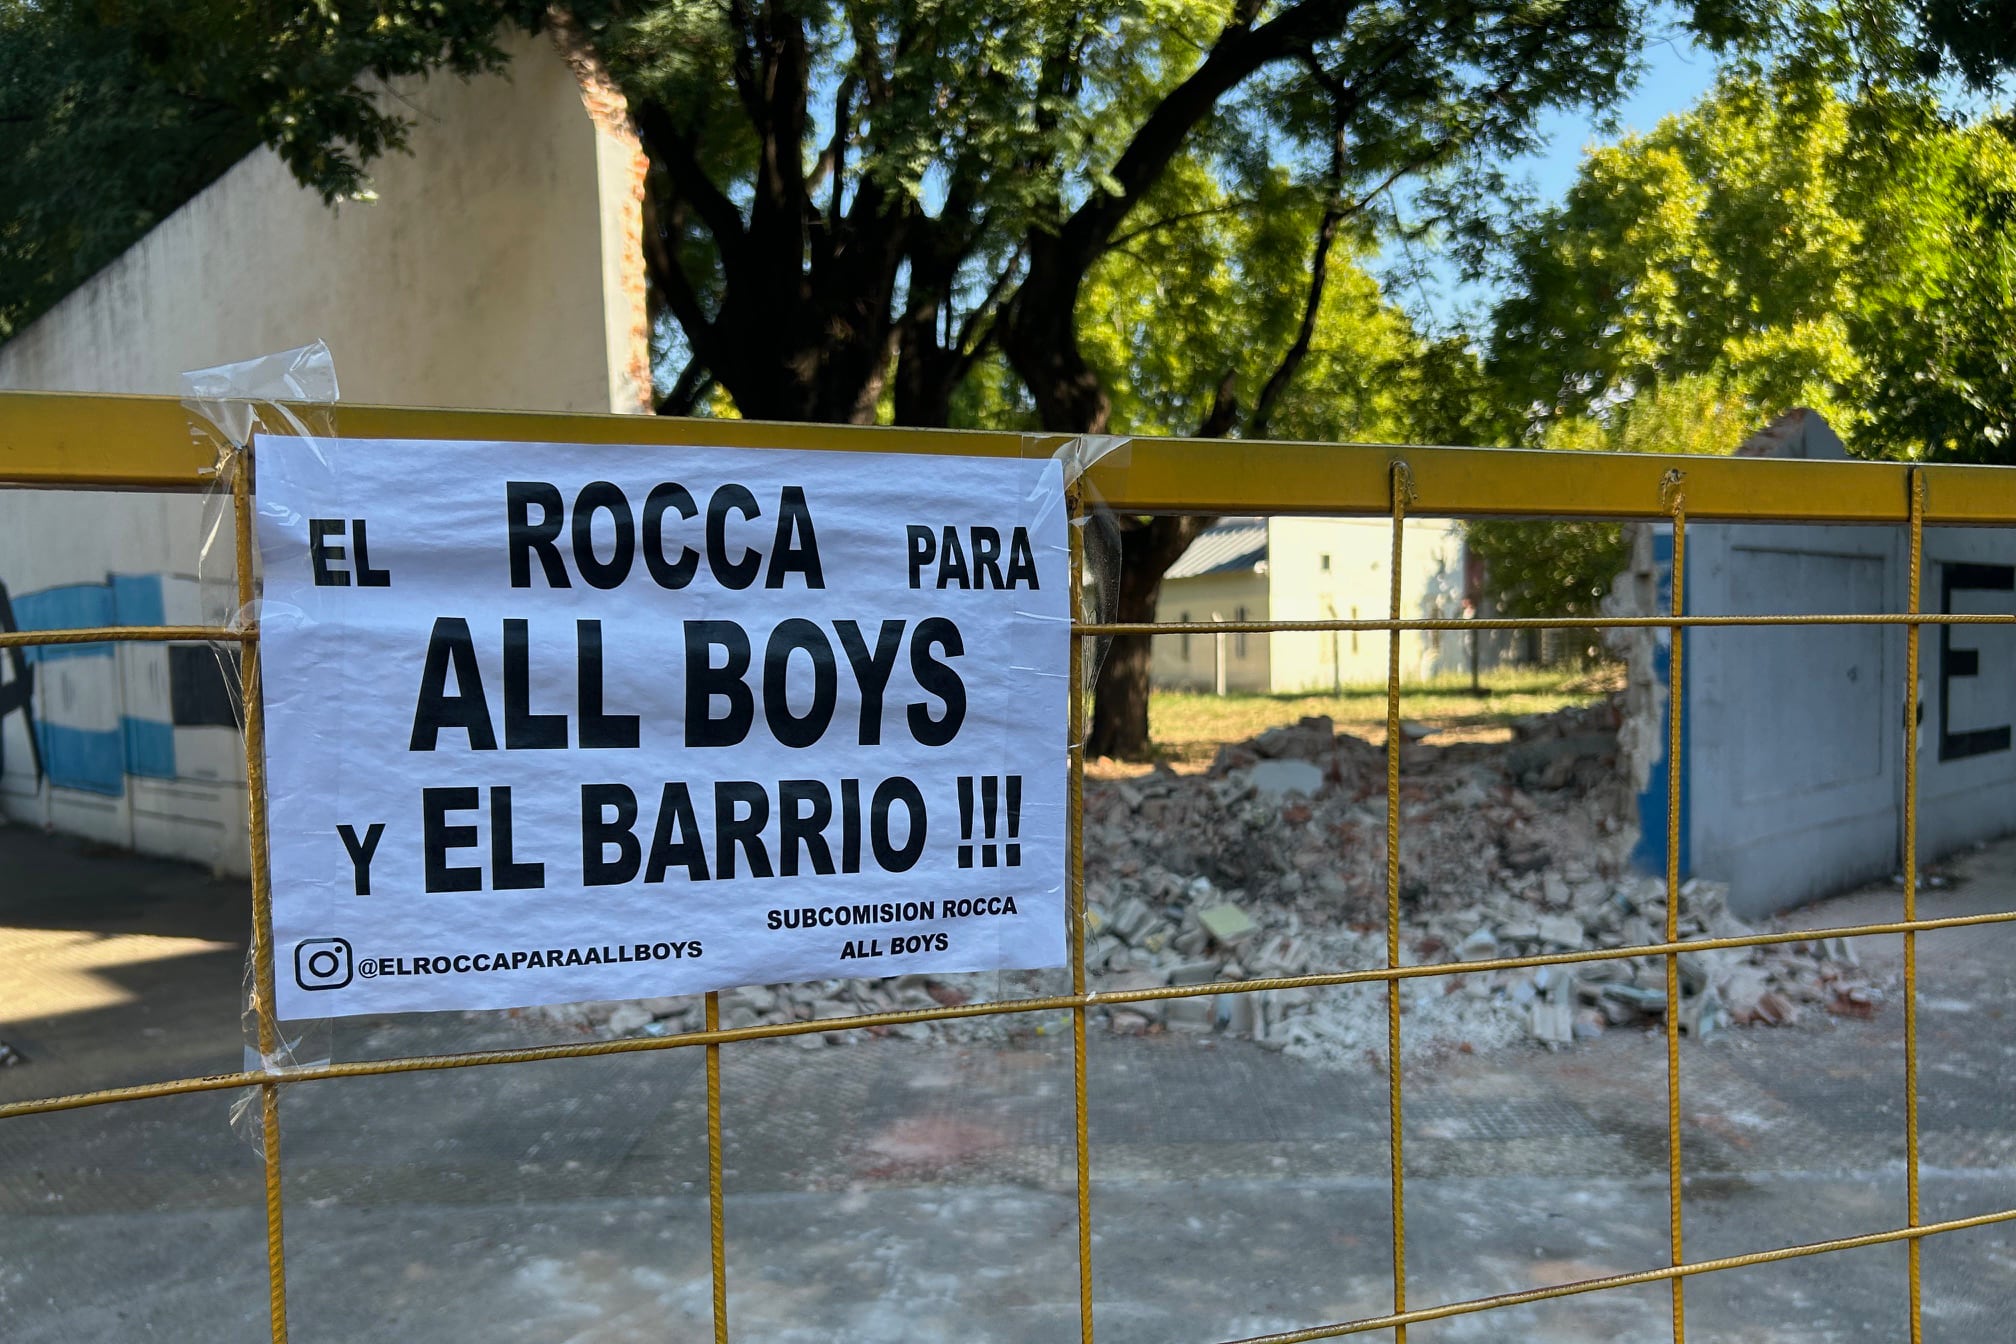 EL ROCCA PARA
ALL BOYS
Y EL BARRIO !!!
SUBCOMISION ROCCA
ALL BOYS
@ELROCCAPARAALLBOYS
E